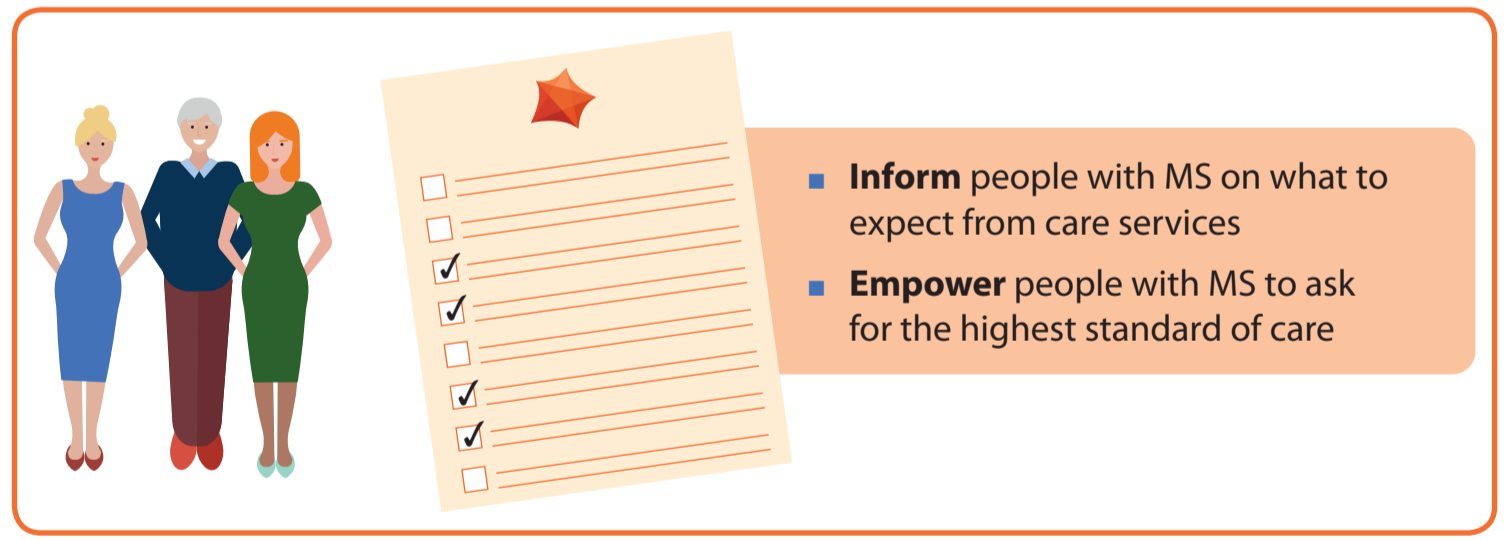 Inform people with MS on what to
expect from care services
Empower people with MS to ask
for the highest standard of care